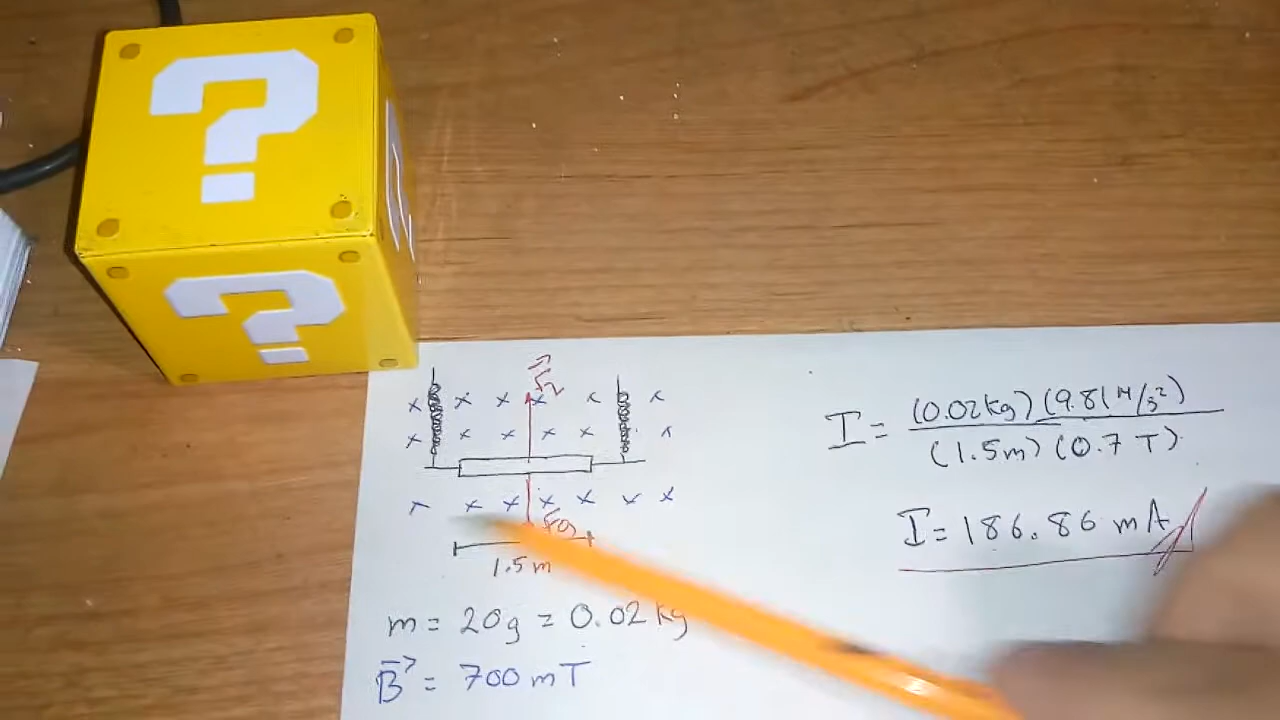 ?
?
1.5 m
m = 20g = 0.02 kg
B⃗ = 700 mT
I = (0.02kg)(9.81 m/s²)
(1.5m)(0.7 T)
I = 186.86 mA